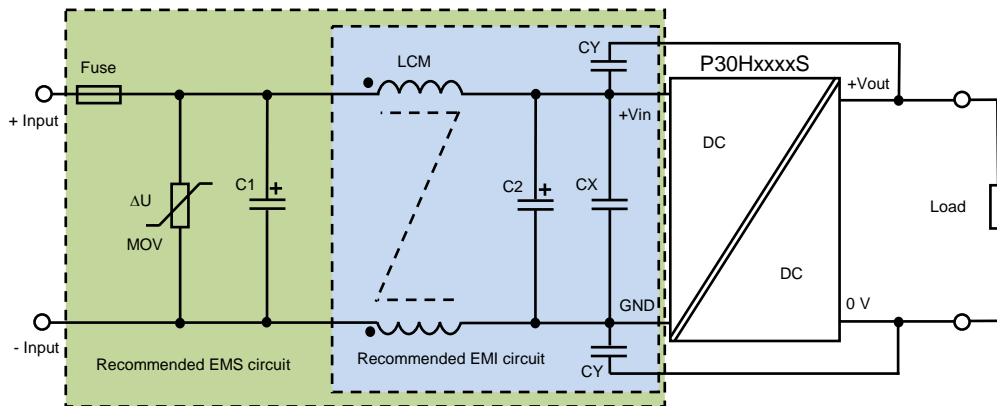 CY
P30HxxxxS
Fuse
LCM
+Vout
+ Input
+Vin
DC
ΔU
MOV
C1
+
C2
+
CX
Load
DC
GND
0 V
- Input
Recommended EMS circuit
Recommended EMI circuit
CY